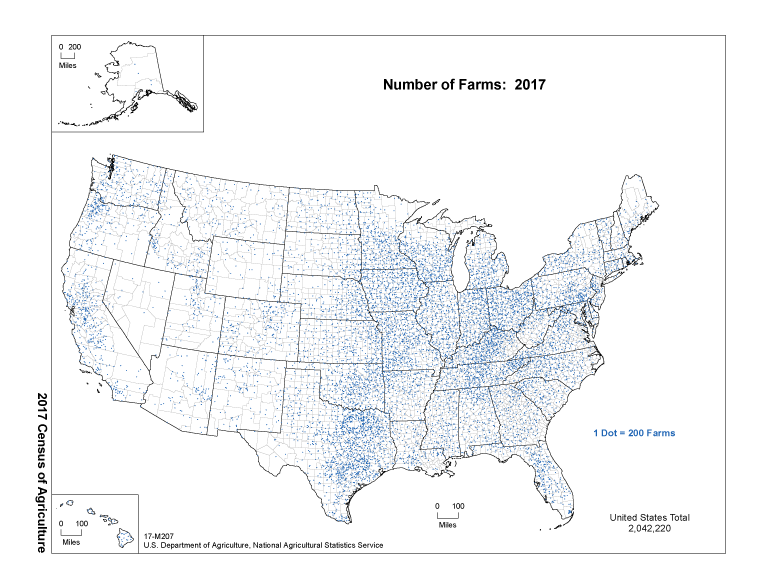 0 200
Miles
Number of Farms: 2017
2017 Census of Agriculture
1 Dot = 200 Farms
0 100
Miles
United States Total
2,042,220
0 100
Miles
17-M207
U.S. Department of Agriculture, National Agricultural Statistics Service